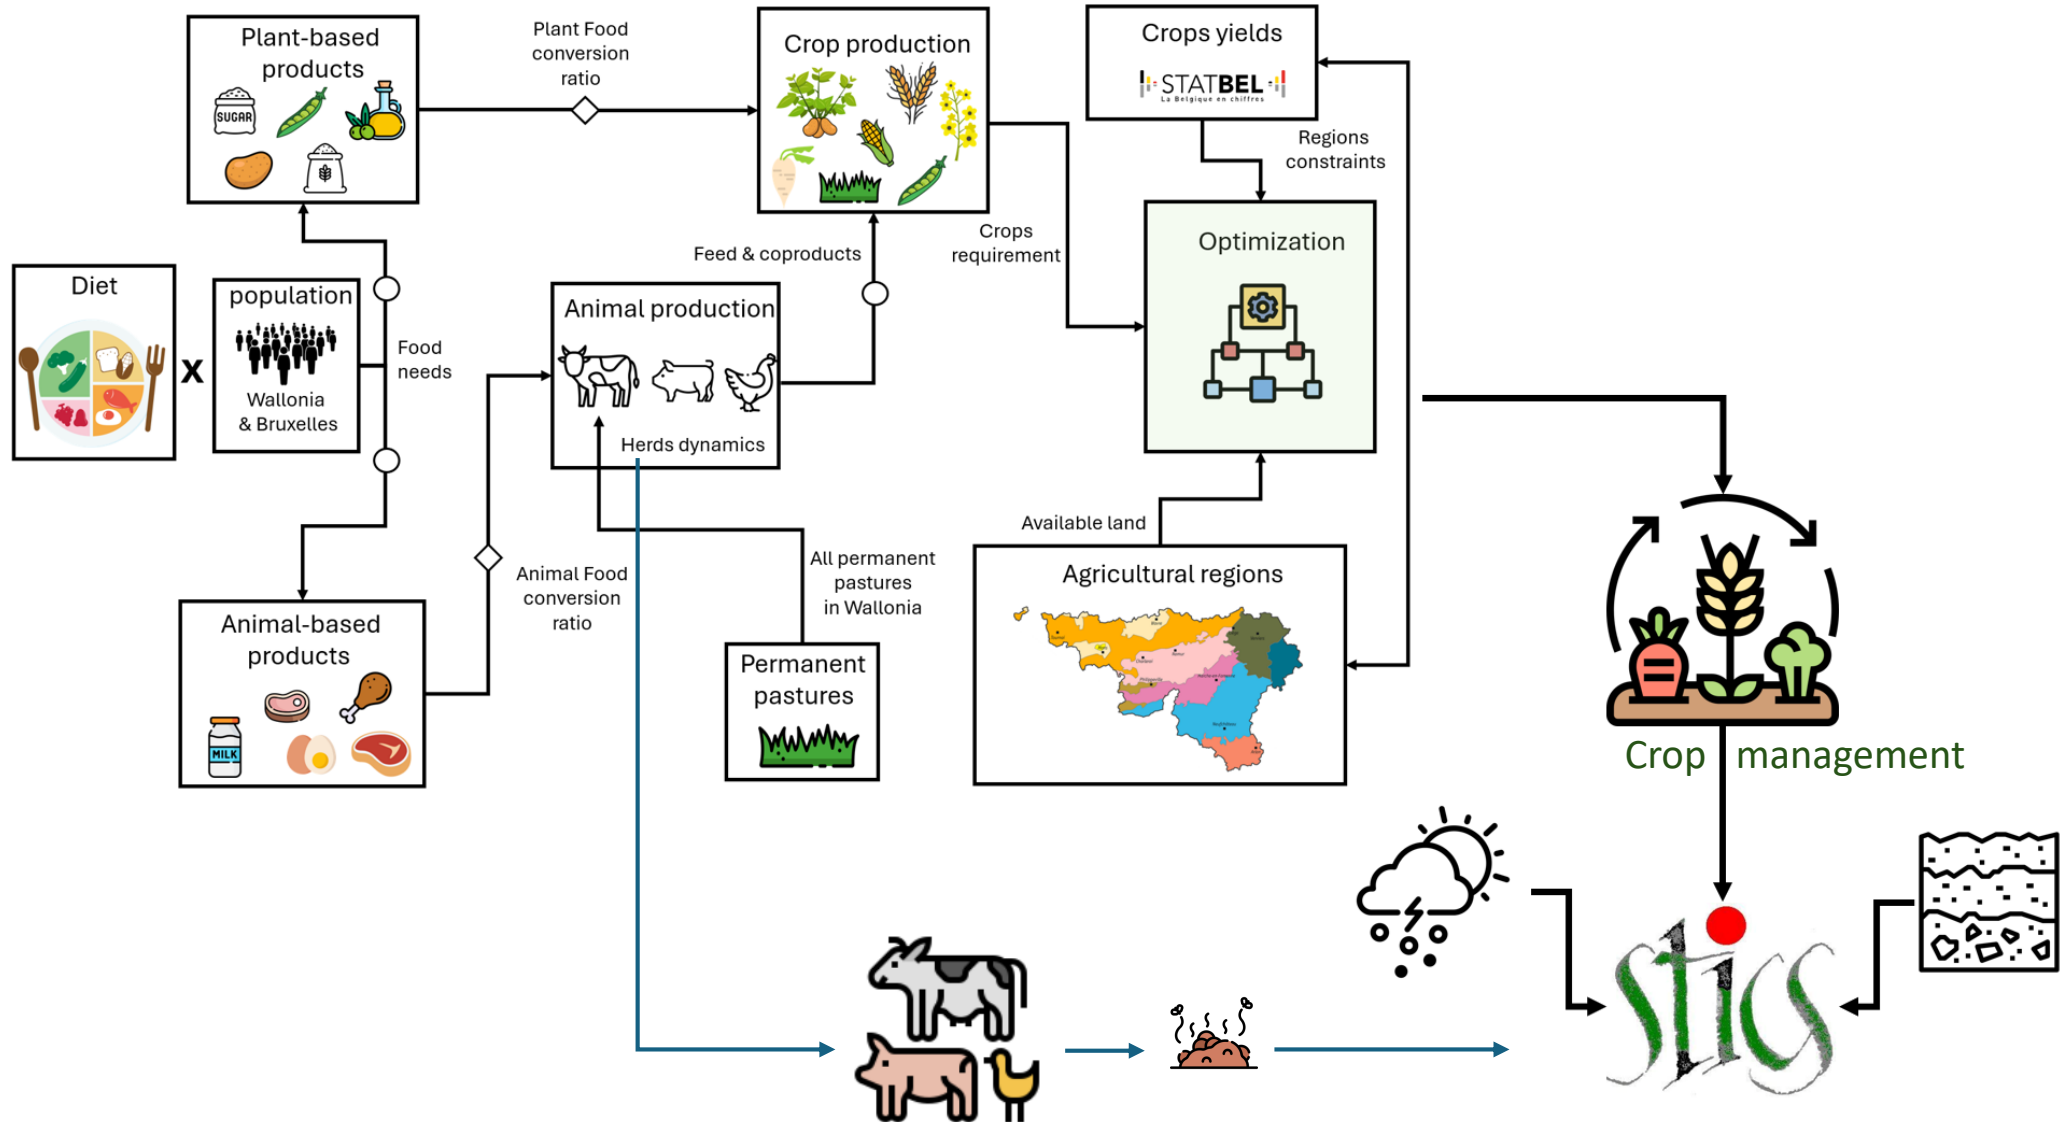 Plant-based
products
SUGAR
Plant Food
conversion
ratio
Crop production
Crops yields
STATBEL
La Belgique en chiffres
Regions
constraints
Diet
X
population
Wallonia
& Bruxelles
Food
needs
Feed & coproducts
Crops
requirement
Optimization
Animal production
Herds dynamics
Animal-based
products
MILK
Animal Food
conversion
ratio
All permanent
pastures
in Wallonia
Permanent
pastures
Available land
Agricultural regions
Crop management
stics